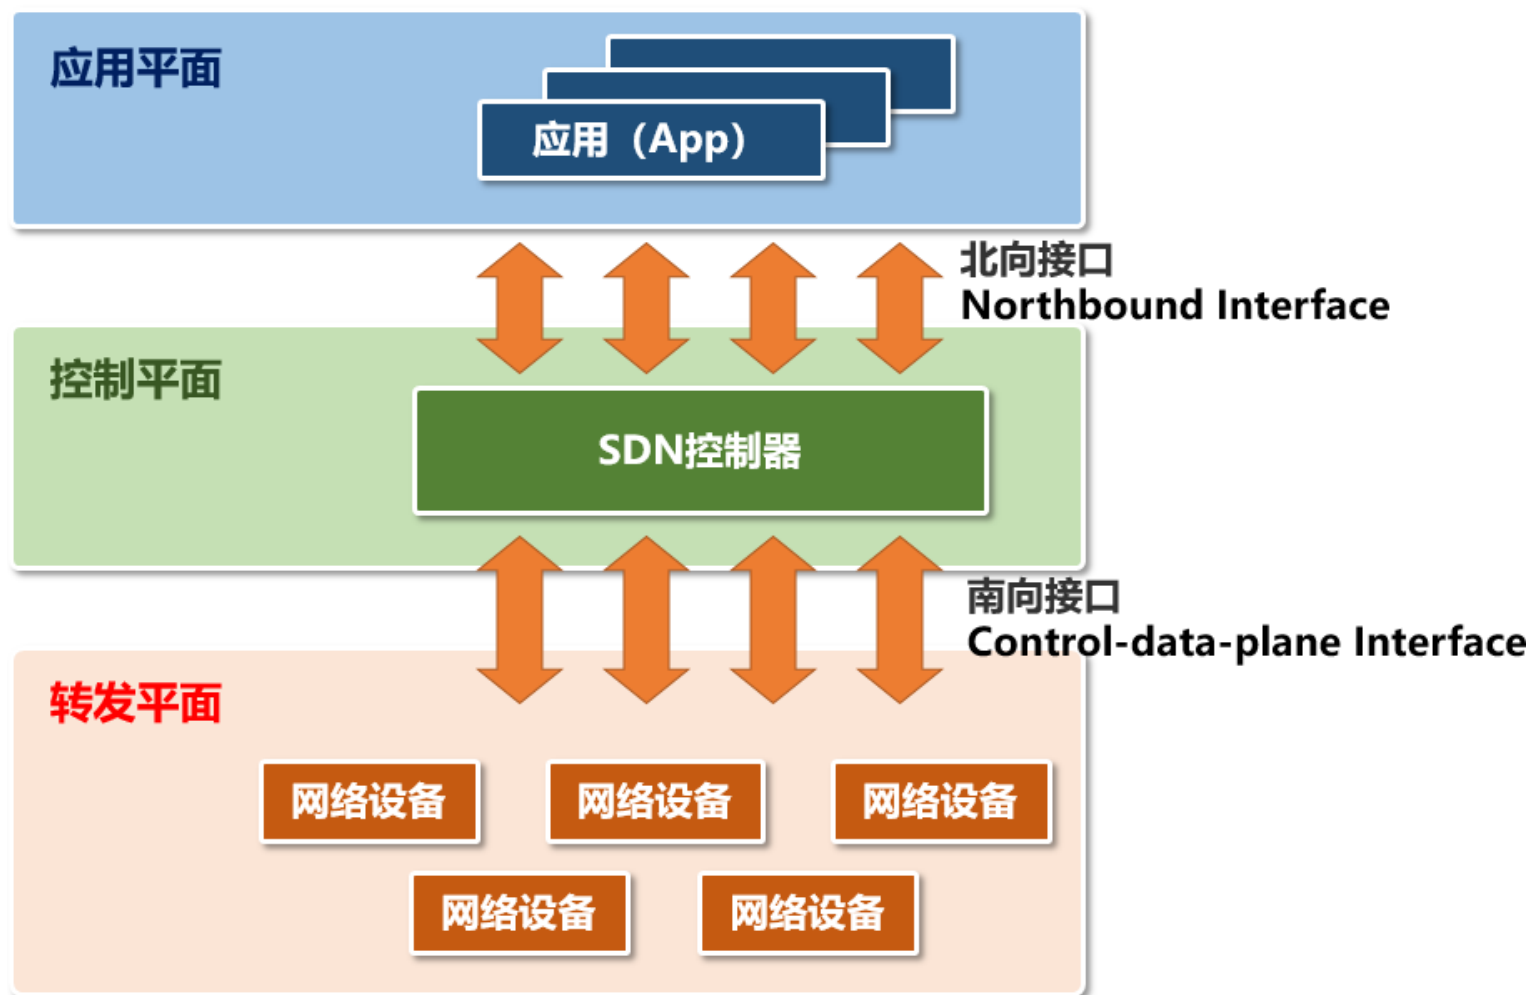 应用平面
应用（App）
北向接口
Northbound Interface
控制平面
SDN控制器
南向接口
Control-data-plane Interface
转发平面
网络设备 网络设备 网络设备
网络设备 网络设备